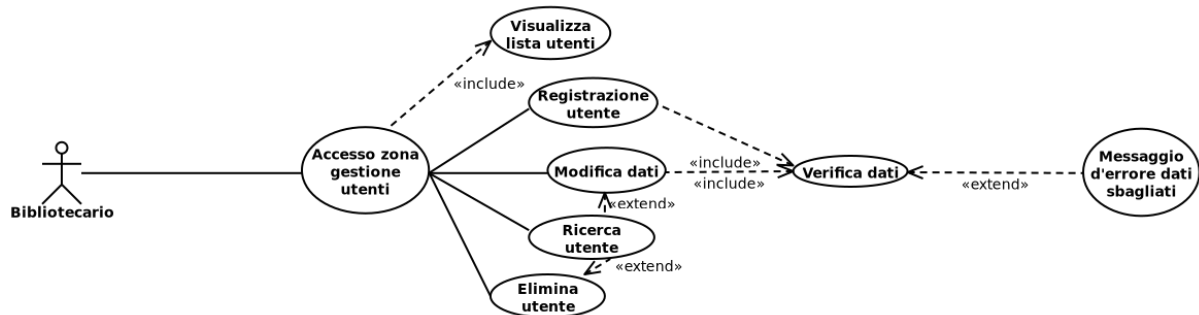 Visualizza
lista utenti
«include»
Registrazione
utente
Bibliotecario
Accesso zona
gestione
utenti
Modifica dati
«include»
«include»
Verifica dati
«extend»
Messaggio
d'errore dati
sbagliati
«extend»
Ricerca
utente
«extend»
Elimina
utente